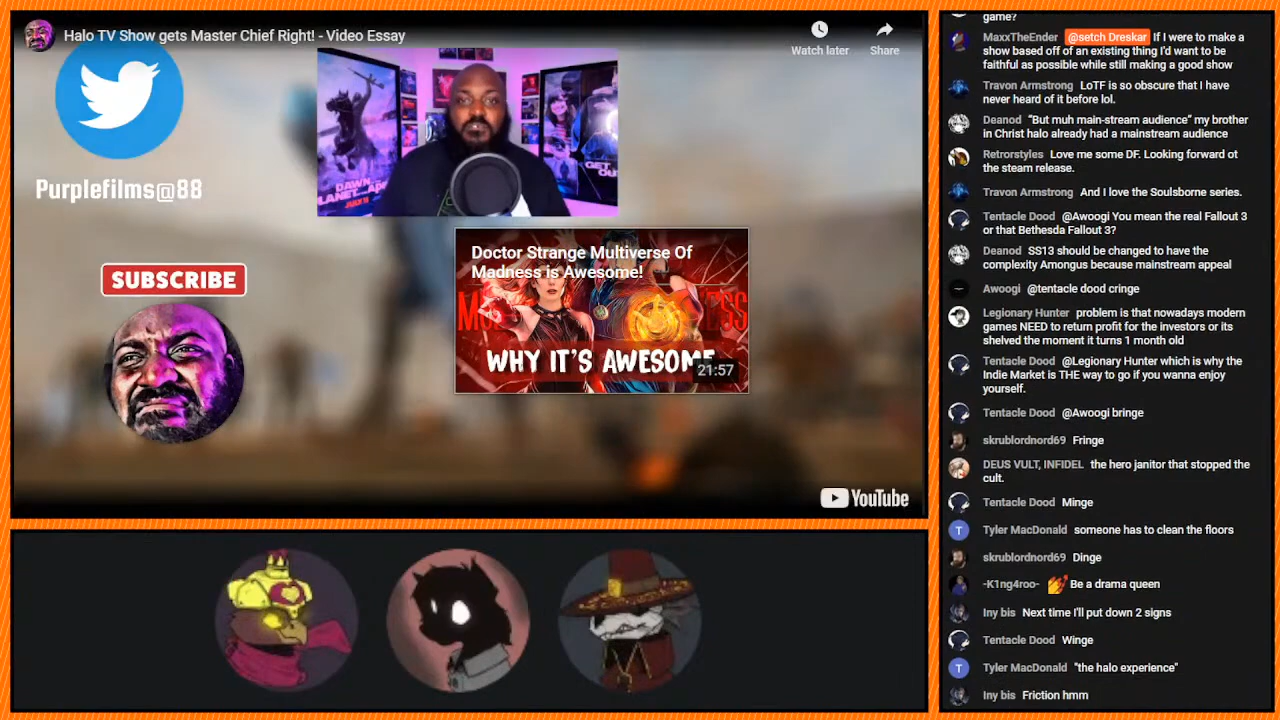 Halo TV Show gets Master Chief Right! - Video Essay
Watch later
Share
Purplefilms@88
SUBSCRIBE
DAWN
PLANET
APES
GET
OUT
Doctor Strange Multiverse Of
Madness is Awesome!
WHY IT'S AWESOME
21:57
YouTube
game?
MaxxTheEnder @setch Dreskar If I were to make a
show based off of an existing thing I'd want to be
faithful as possible while still making a good show
Travon Armstrong LoTF is so obscure that I have
never heard of it before lol.
Deanod “But muh main-stream audience” my brother
in Christ halo already had a mainstream audience
Retrorstyles Love me some DF. Looking forward ot
the steam release.
Travon Armstrong And I love the Soulsborne series.
Tentacle Dood @Awoogi You mean the real Fallout 3
or that Bethesda Fallout 3?
Deanod SS13 should be changed to have the
complexity Amongus because mainstream appeal
Awoogi @tentacle dood cringe
Legionary Hunter problem is that nowadays modern
games NEED to return profit for the investors or its
shelved the moment it turns 1 month old
Tentacle Dood @Legionary Hunter which is why the
Indie Market is THE way to go if you wanna enjoy
yourself.
Tentacle Dood @Awoogi bringe
skrublordnord69 Fringe
DEUS VULT, INFIDEL the hero janitor that stopped the
cult.
Tentacle Dood Minge
T
Tyler MacDonald someone has to clean the floors
skrublordnord69 Dinge
-K1ng4roo- Be a drama queen
Iny bis Next time I'll put down 2 signs
Tentacle Dood Winge
T
Tyler MacDonald "the halo experience"
Iny bis Friction hmm